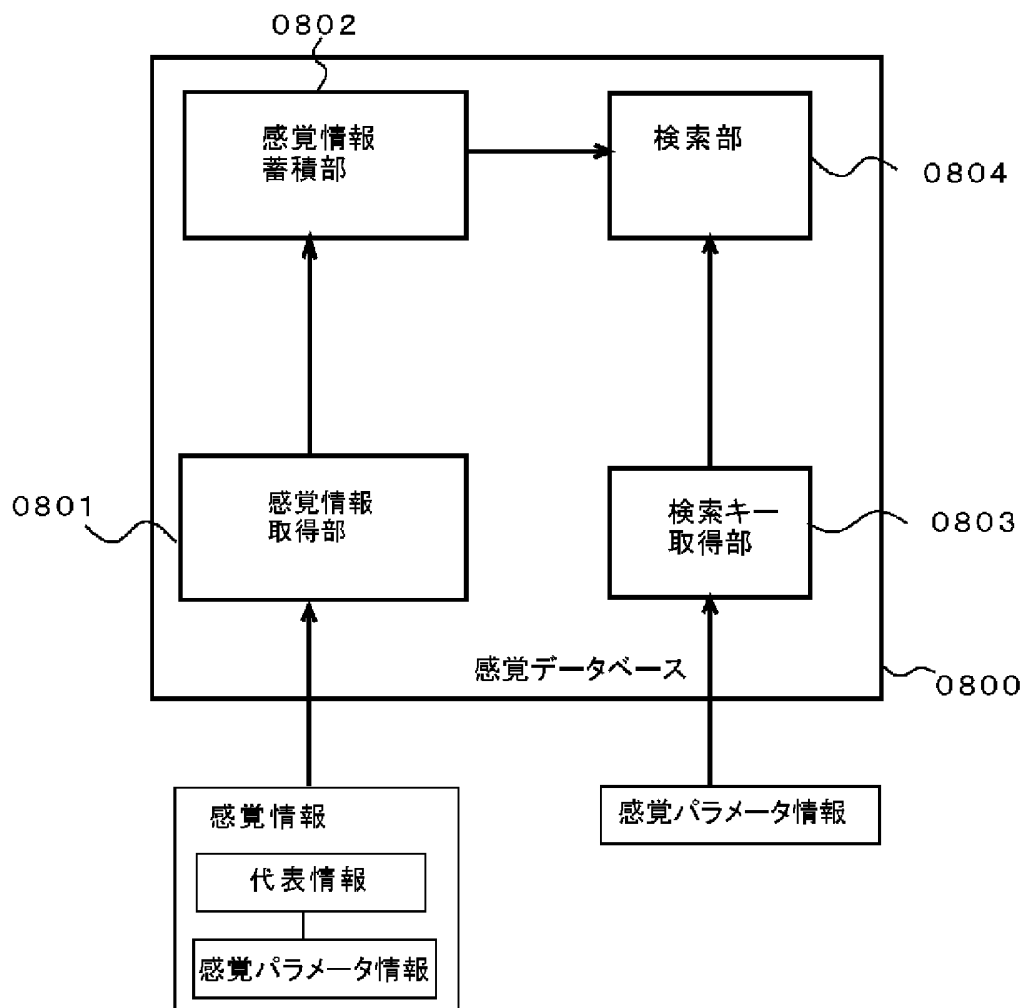 0802
感覚情報
蓄積部
検索部
0804
0801
感覚情報
取得部
検索キー
取得部
0803
感覚データベース
0800
感覚情報
代表情報
感覚パラメータ情報
感覚パラメータ情報